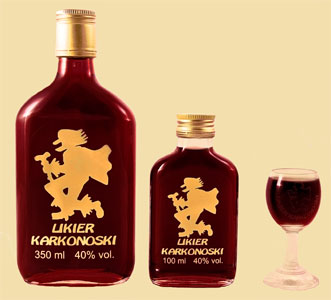 LIKIER
KARKONOSKI
350 ml 40% vol.
LIKIER
KARKONOSKI
100 ml 40% vol.